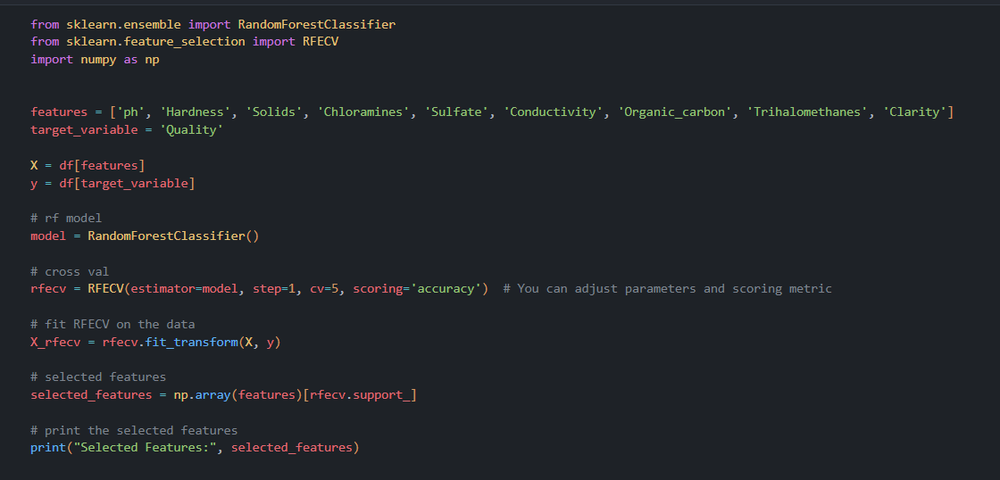 from sklearn.ensemble import RandomForestClassifier
from sklearn.feature_selection import RFECV
import numpy as np
features = ['ph', 'Hardness', 'Solids', 'Chloramines', 'Sulfate', 'Conductivity', 'Organic_carbon', 'Trihalomethanes', 'Clarity']
target_variable = 'Quality'
X = df[features]
y = df[target_variable]
# rf model
model = RandomForestClassifier()
# cross val
rfecv = RFECV(estimator=model, step=1, cv=5, scoring='accuracy')  # You can adjust parameters and scoring metric
# fit RFECV on the data
X_rfecv = rfecv.fit_transform(X, y)
# selected features
selected_features = np.array(features)[rfecv.support_]
# print the selected features
print("Selected Features:", selected_features)